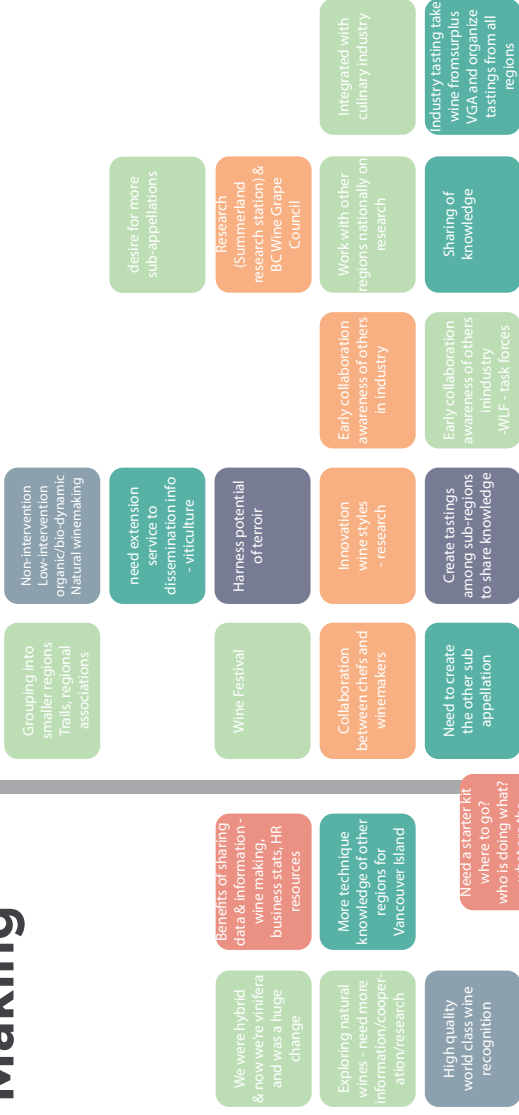 Making
Grouping into
smaller regions
Trails, regional
associations
Non-intervention
Low-intervention
organic/bio-dynamic
Natural winemaking
need extension
service to
dissemination info
- viticulture
desire for more
sub-appellations
We were hybrid
& now we're vinifera
and was a huge
change
Benefits of sharing
data & information -
wine making,
business stats, HR
resources
Wine Festival
Harness potential
of terroir
Research
(Summerland
research station) &
BC Wine Grape
Council
Exploring natural
wines - need more
information/cooper-
ation/research
More technique
knowledge of other
regions for
Vancouver Island
Collaboration
between chefs and
winemakers
Innovation
wine styles
- research
Early collaboration
awareness of others
in industry
Work with other
regions nationally on
research
Integrated with
culinary industry
High quality
world class wine
recognition
Need a starter kit
where to go?
who is doing what?
Need to create
the other sub
appellation
Create tastings
among sub-regions
to share knowledge
Early collaboration
awareness of others
inindustry
-WLF - task forces
Sharing of
knowledge
Industry tasting take
wine fromsurplus
VGA and organize
tastings from all
regions